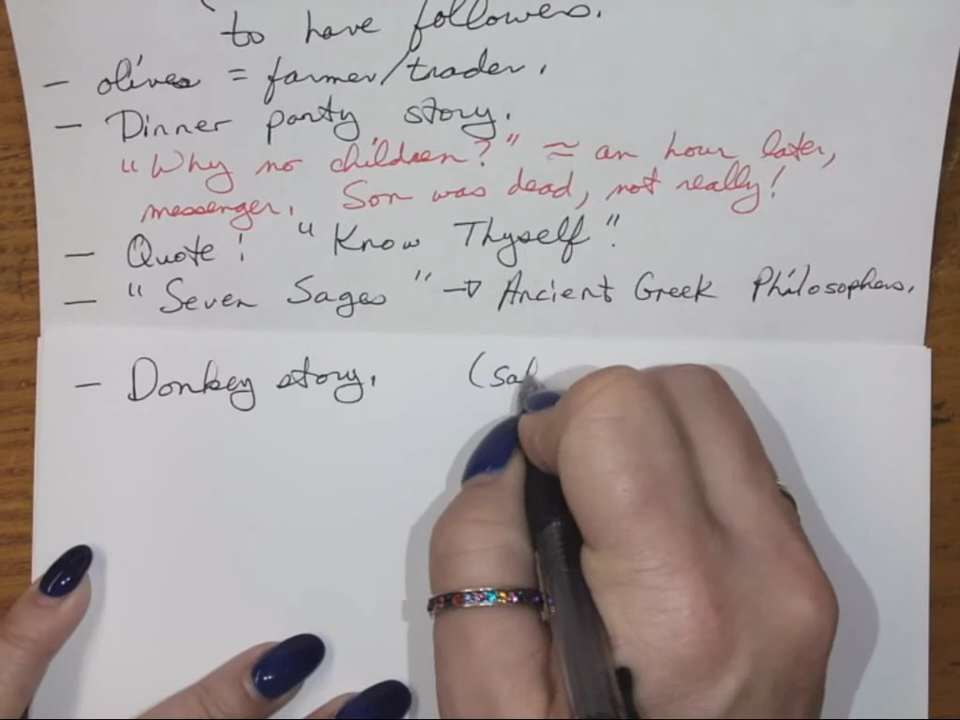 to have followers.
- olives = farmer/trader.
- Dinner party story.
"Why no children?" ≈ an hour later,
messenger. Son was dead, not really!
- Quote: "Know Thyself".
- "Seven Sages" → Ancient Greek Philosophers.
- Donkey story. (sal